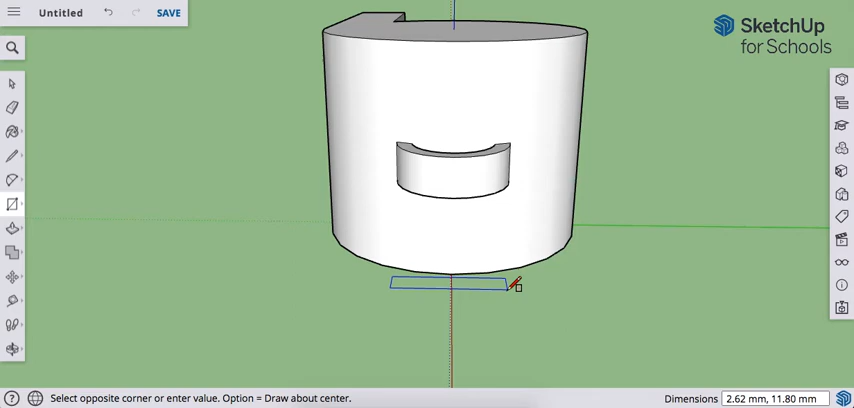 Untitled
SAVE
SketchUp
for Schools
Select opposite corner or enter value. Option = Draw about center.
Dimensions 2.62 mm, 11.80 mm